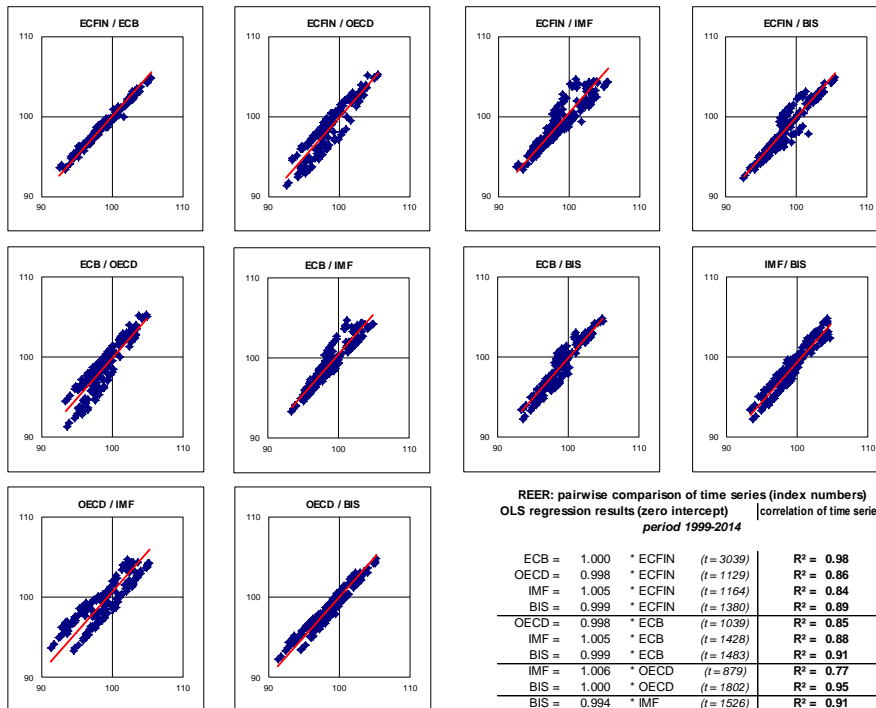 ECFIN / ECB
110
100
90
90 100 110
ECFIN / OECD
110
100
90
90 100 110
ECFIN / IMF
110
100
90
90 100 110
ECFIN / BIS
110
100
90
90 100 110
ECB / OECD
110
100
90
90 100 110
ECB / IMF
110
100
90
90 100 110
ECB / BIS
110
100
90
90 100 110
IMF/ BIS
110
100
90
90 100 110
OECD / IMF
110
100
90
90 100 110
OECD / BIS
110
100
90
90 100 110
REER: pairwise comparison of time series (index numbers)
OLS regression results (zero intercept) correlation of time serie
period 1999-2014
ECB = 1.000 * ECFIN (t = 3039) R² = 0.98
OECD = 0.998 * ECFIN (t = 1129) R² = 0.86
IMF = 1.005 * ECFIN (t = 1164) R² = 0.84
BIS = 0.999 * ECFIN (t = 1380) R² = 0.89
OECD = 0.998 * ECB (t = 1039) R² = 0.85
IMF = 1.005 * ECB (t = 1428) R² = 0.88
BIS = 0.999 * ECB (t = 1483) R² = 0.91
IMF = 1.006 * OECD (t = 879) R² = 0.77
BIS = 1.000 * OECD (t = 1802) R² = 0.95
BIS = 0.994 * IMF (t = 1526) R² = 0.91